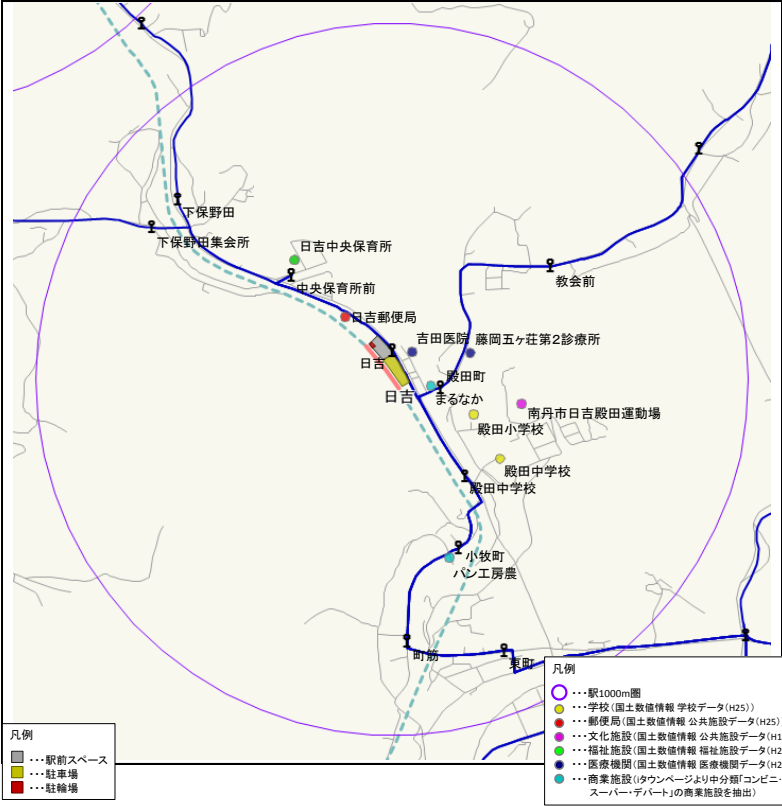 下保野田
下保野田集会所
日吉中央保育所
中央保育所前
教会前
日吉郵便局
吉田医院 藤岡五ヶ荘第２診療所
日吉
殿田町
日吉
まるなか
南丹市日吉殿田運動場
殿田小学校
殿田中学校
殿田中学校
小牧町
パン工房農
町筋
東町
凡例
･･･駅前スペース
･･･駐車場
･･･駐輪場
凡例
･･･駅1000m圏
･･･学校（国土数値情報 学校データ（H25））
･･･郵便局（国土数値情報 公共施設データ（H25）
･･･文化施設（国土数値情報 公共施設データ（H1
･･･福祉施設（国土数値情報 福祉施設データ（H2
･･･医療機関（国土数値情報 医療機関データ（H2
･･･商業施設（iタウンページより中分類「コンビニ・
スーパー・デパート」の商業施設を抽出）